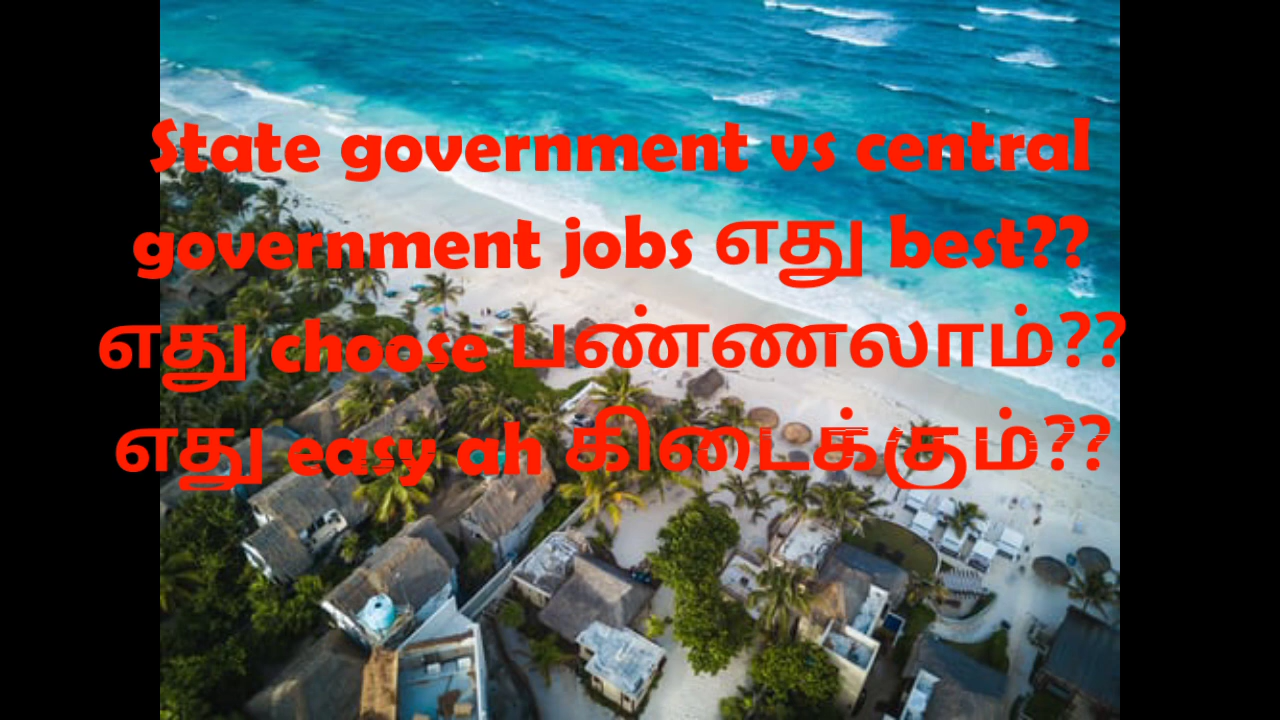 State government vs central
government jobs எது best??
எது choose பண்ணலாம்??
எது easy ah கிடைக்கும்??